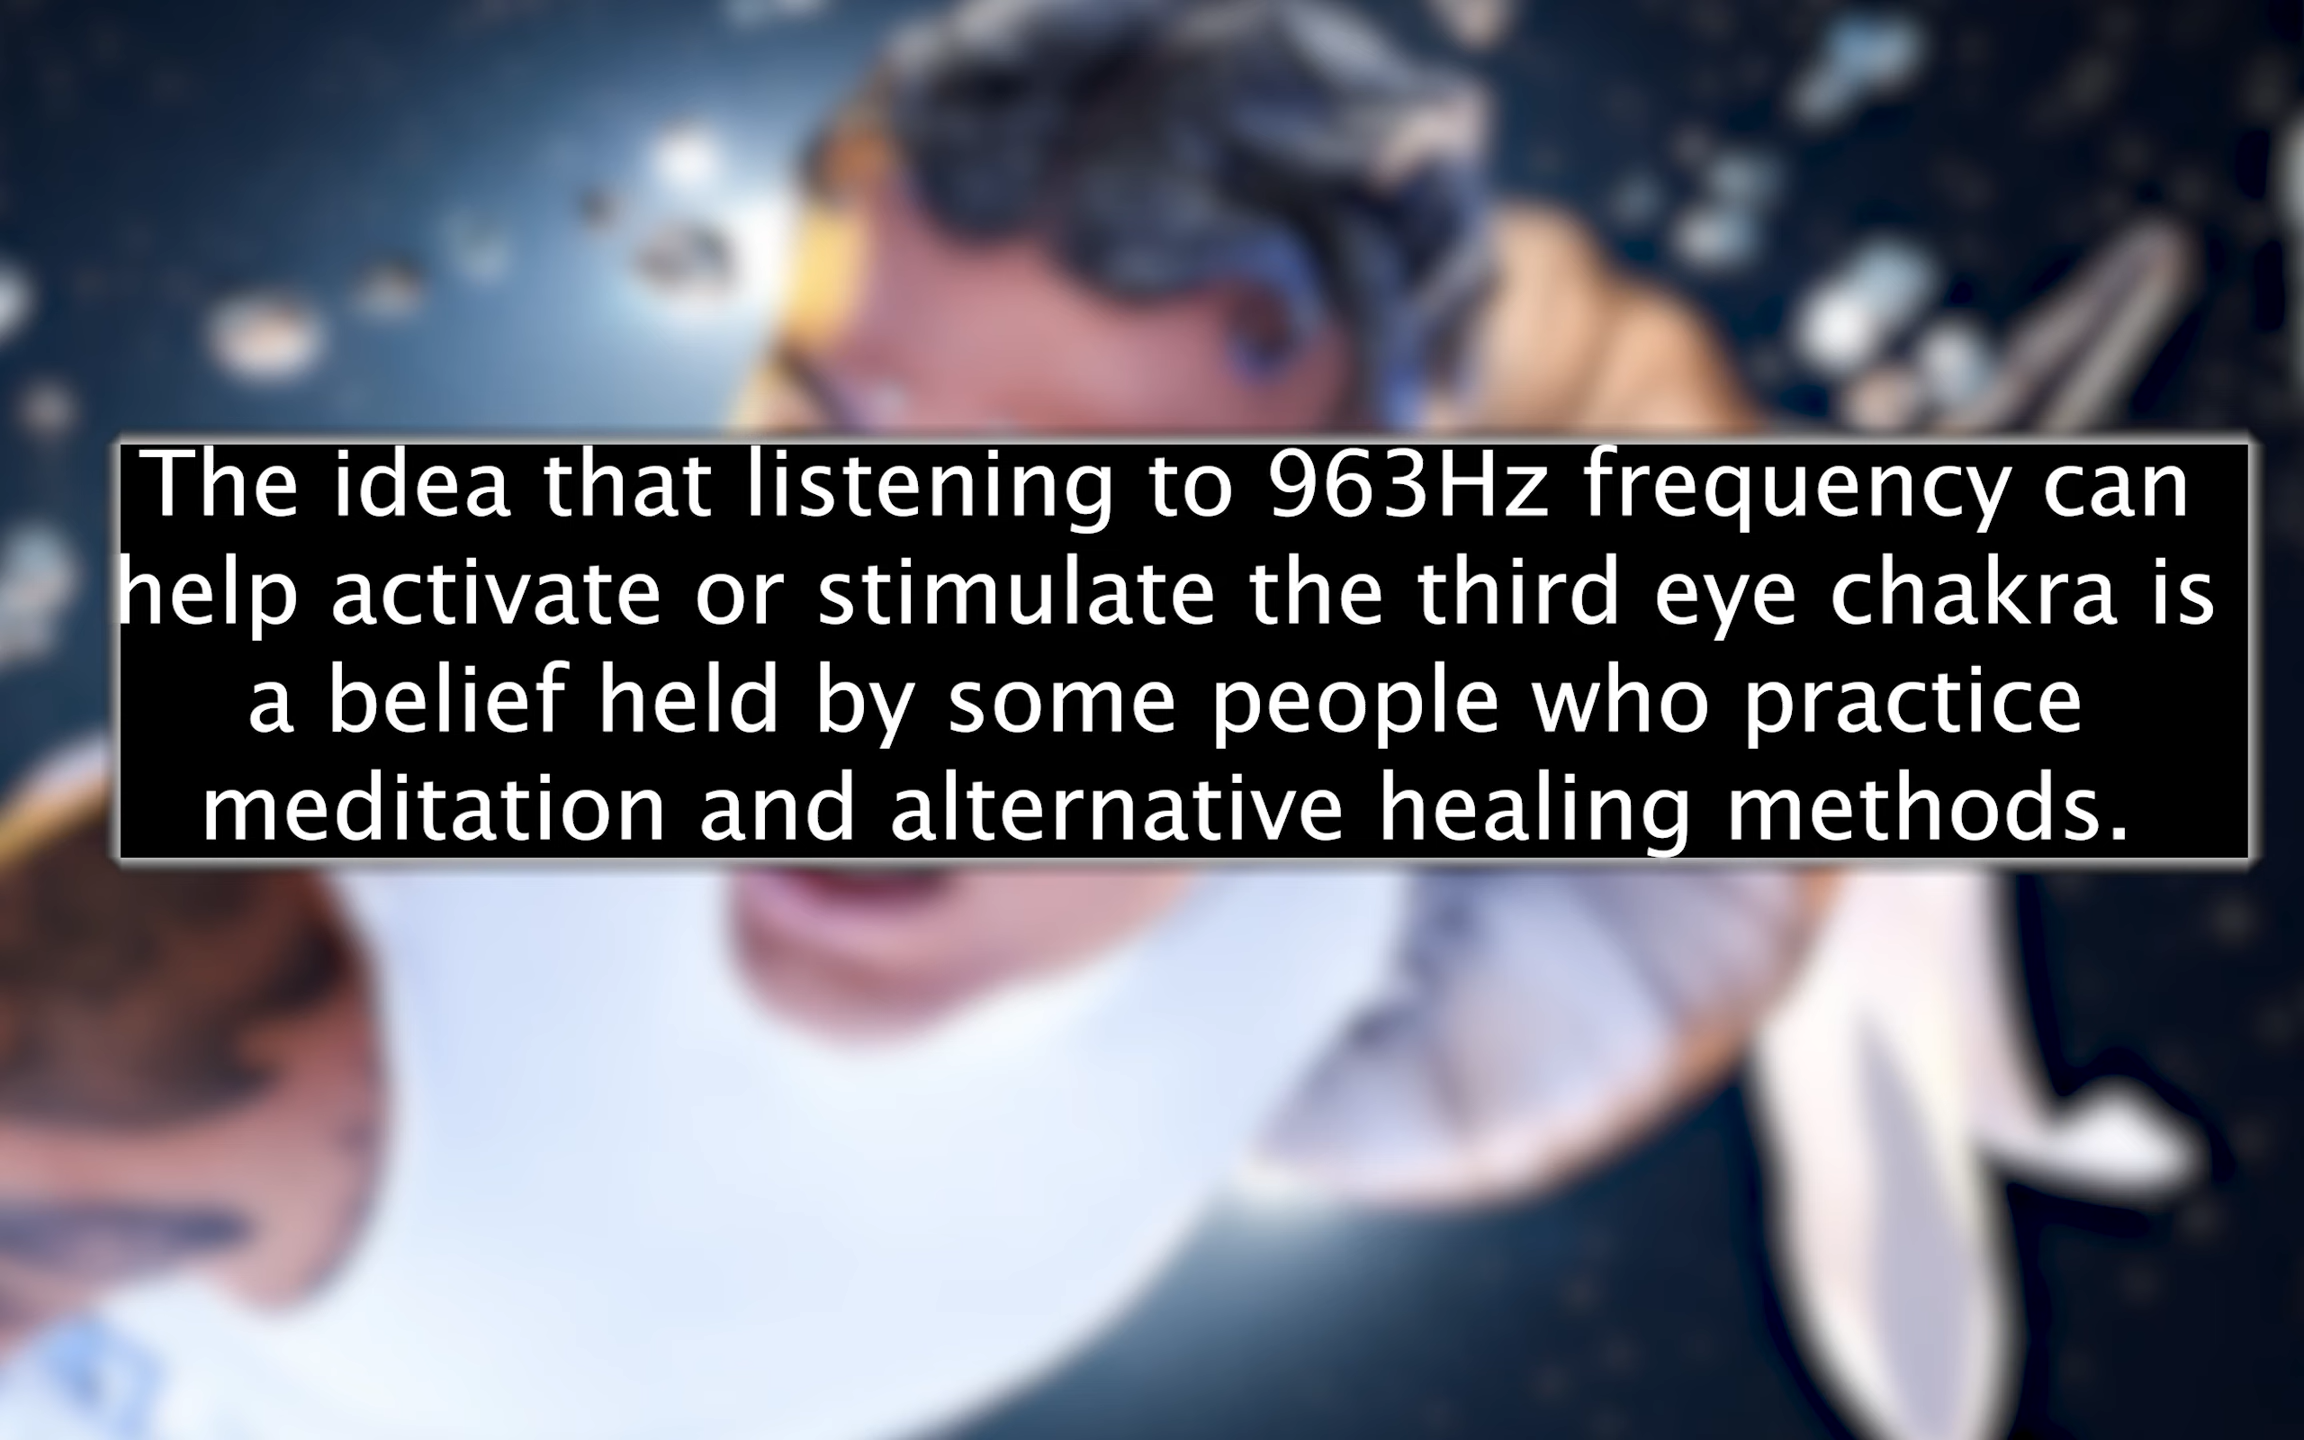 The idea that listening to 963Hz frequency can
help activate or stimulate the third eye chakra is
a belief held by some people who practice
meditation and alternative healing methods.